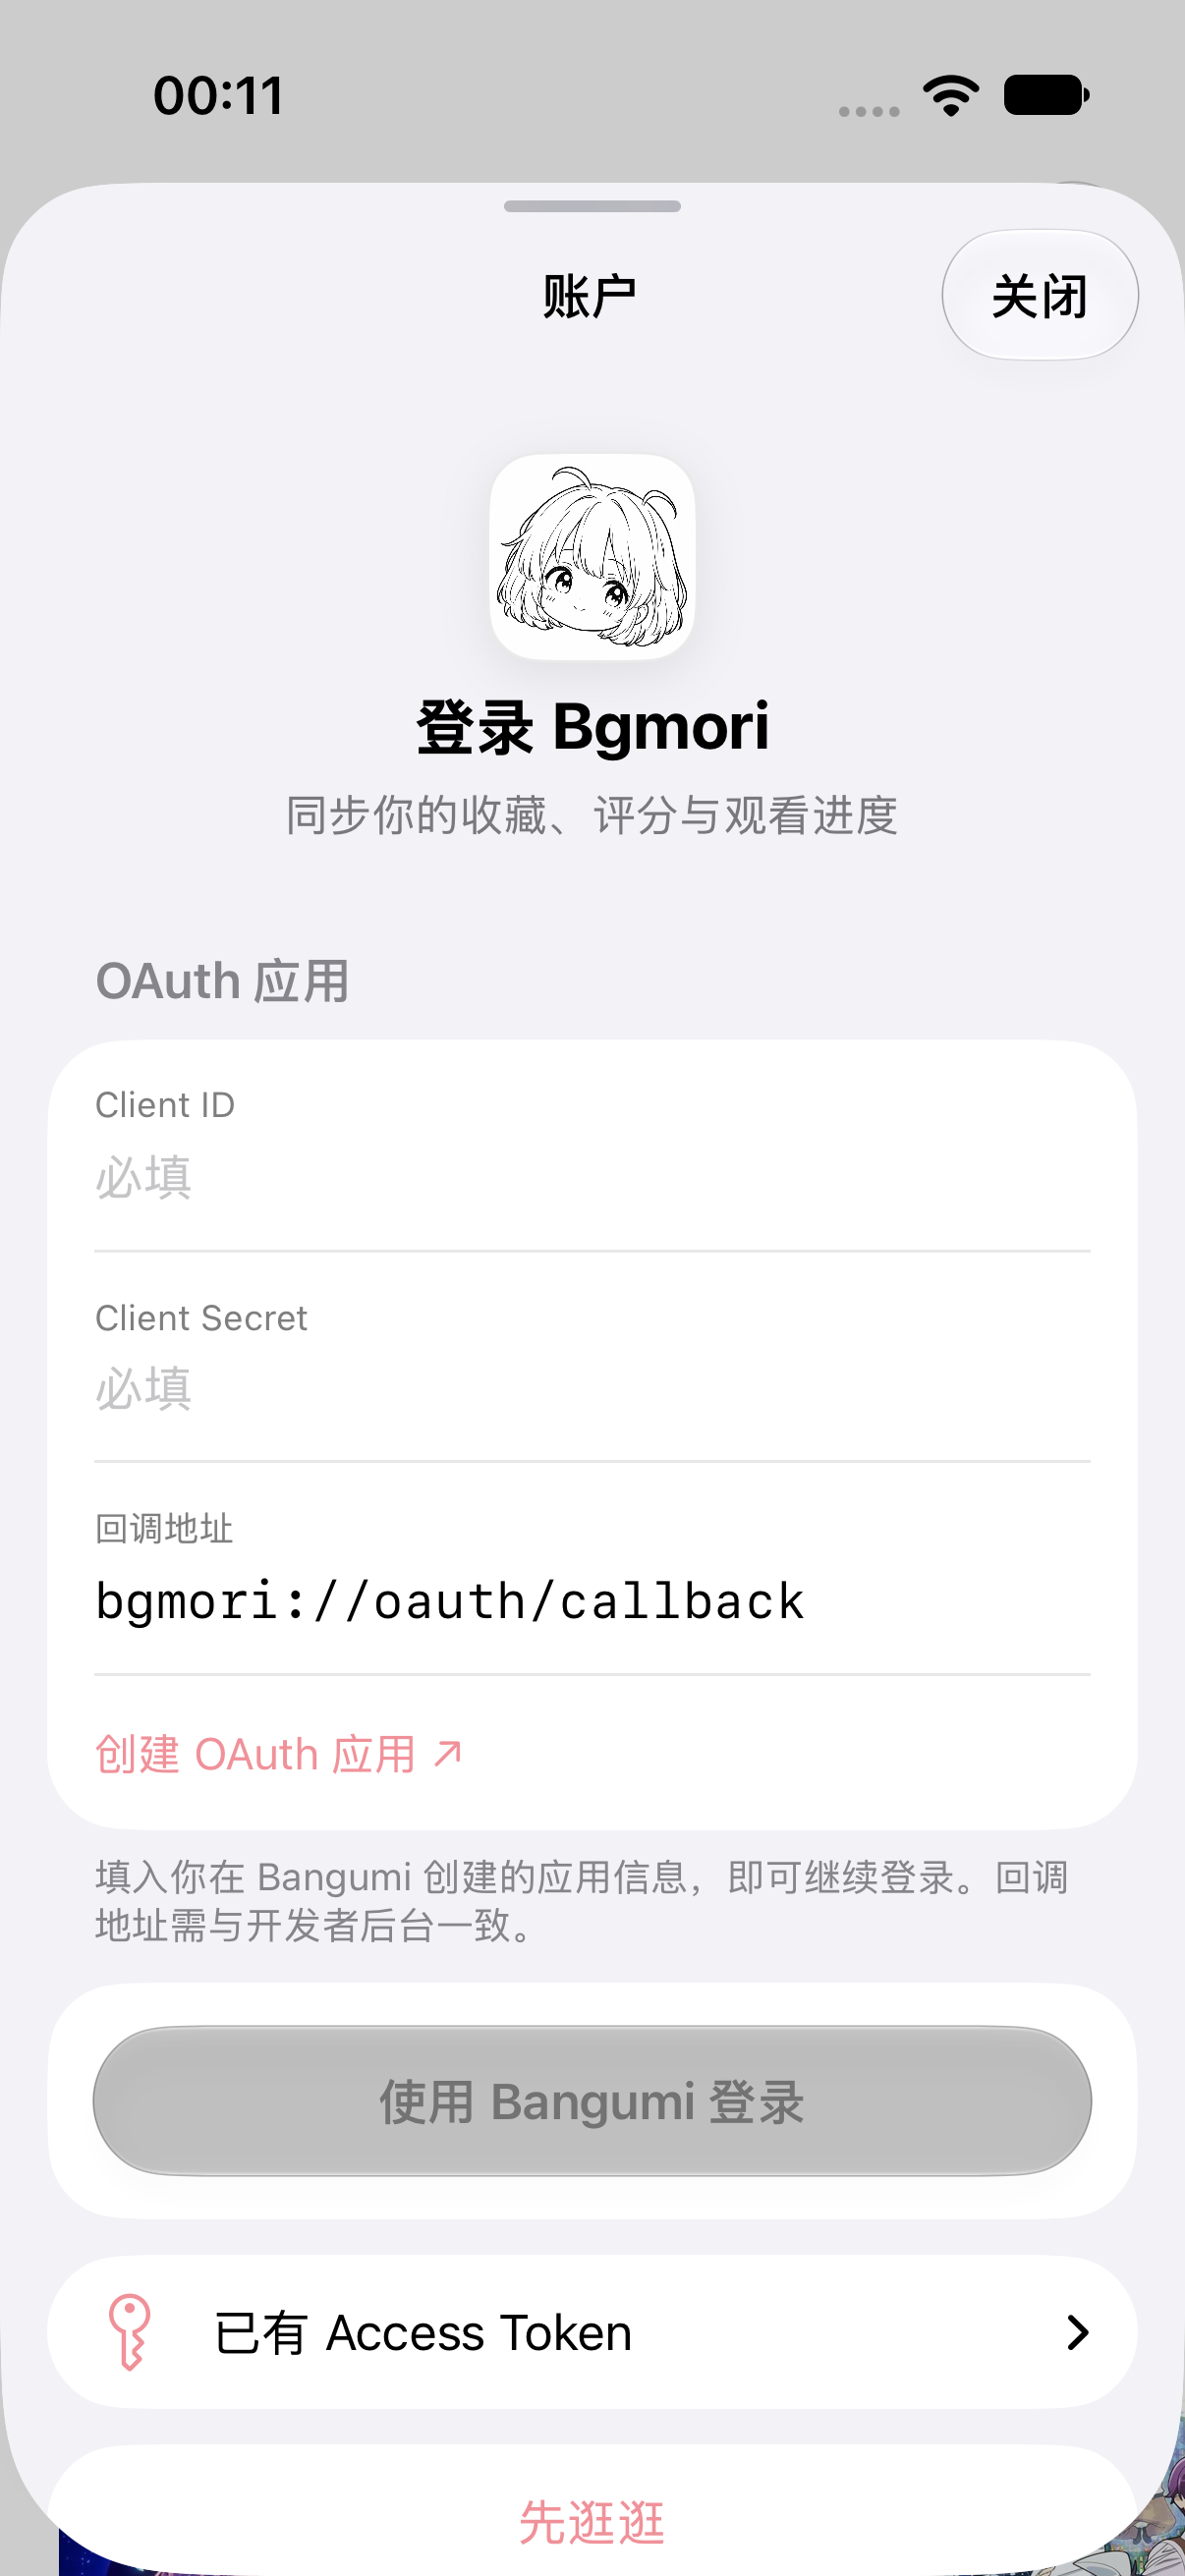 00:11
账户
关闭
登录 Bgmori
同步你的收藏、评分与观看进度
OAuth 应用
Client ID
必填
Client Secret
必填
回调地址
bgmori://oauth/callback
创建 OAuth 应用 ↗
填入你在 Bangumi 创建的应用信息，即可继续登录。回调
地址需与开发者后台一致。
使用 Bangumi 登录
已有 Access Token
先逛逛